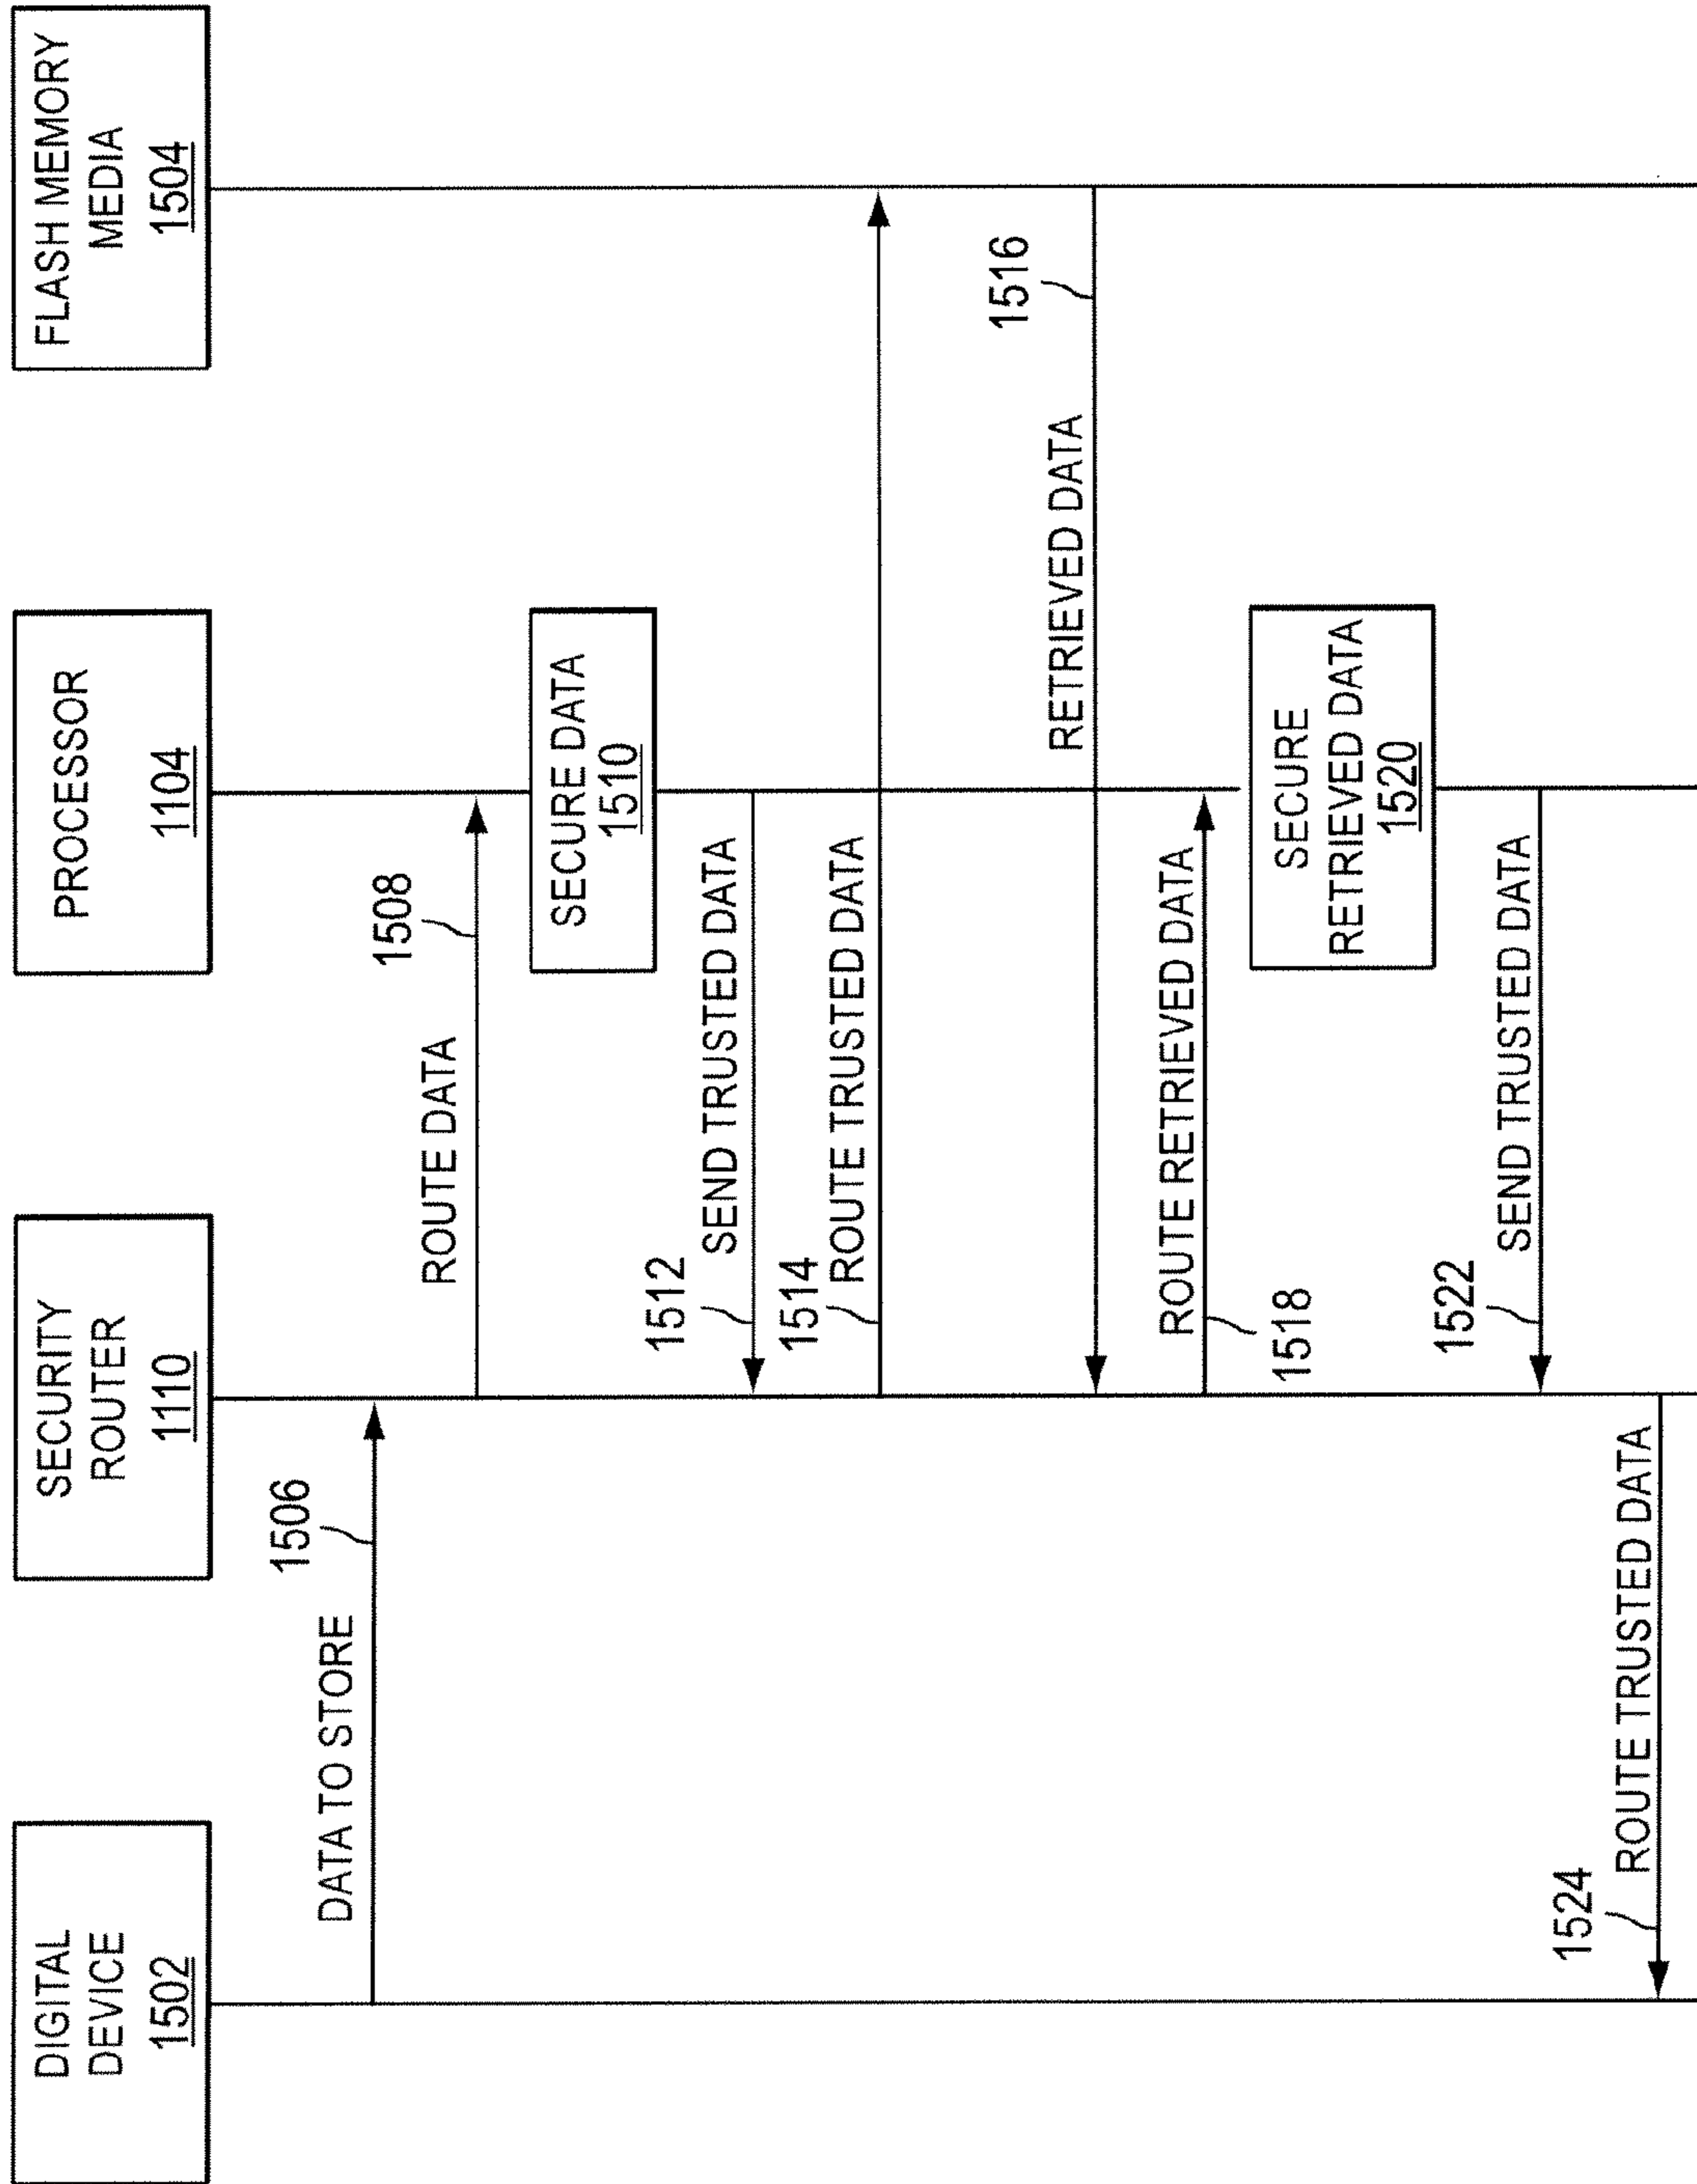 DIGITAL
DEVICE
1502
SECURITY
ROUTER
1110
PROCESSOR
1104
FLASH MEMORY
MEDIA
1504
DATA TO STORE
1506
ROUTE DATA
1508
SECURE DATA
1510
1512
SEND TRUSTED DATA
1514
ROUTE TRUSTED DATA
RETRIEVED DATA
1516
ROUTE RETRIEVED DATA
1518
SECURE
RETRIEVED DATA
1520
1522
SEND TRUSTED DATA
1524
ROUTE TRUSTED DATA